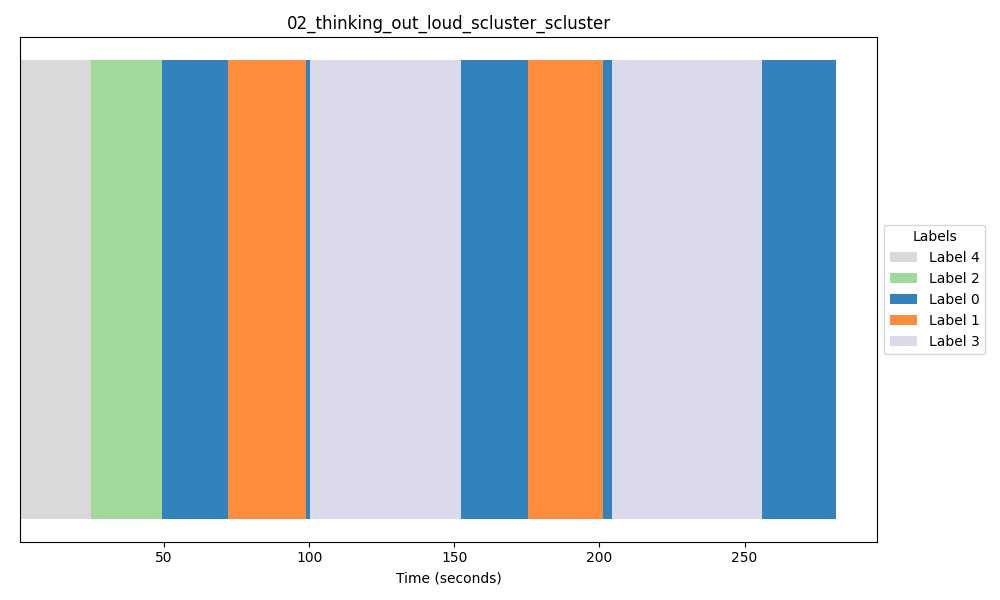 02_thinking_out_loud_scluster_scluster
Labels
Label 4
Label 2
Label 0
Label 1
Label 3
50
100
150
200
250
Time (seconds)